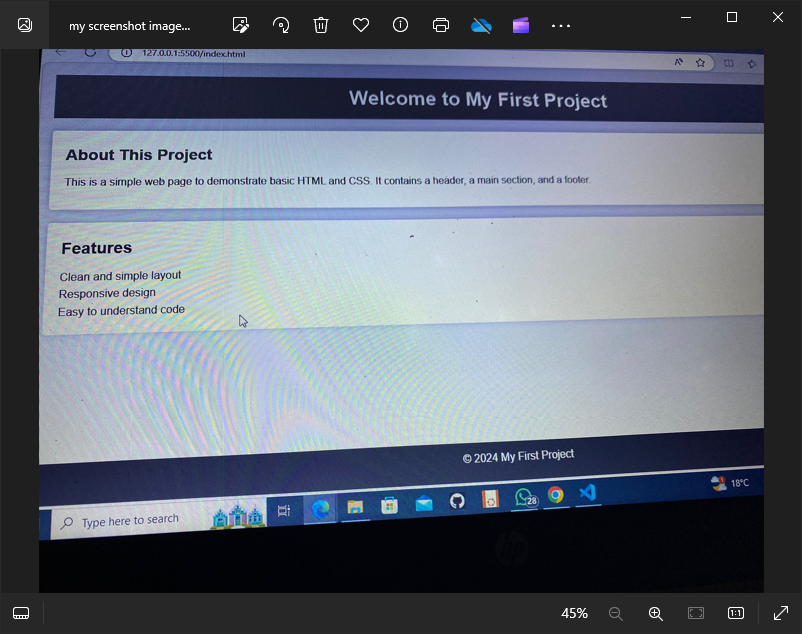 my screenshot image...
127.0.0.1:5500/index.html
Welcome to My First Project
About This Project
This is a simple web page to demonstrate basic HTML and CSS. It contains a header, a main section, and a footer.
Features
Clean and simple layout
Responsive design
Easy to understand code
© 2024 My First Project
Type here to search
28
18°C
hp
45%
1:1